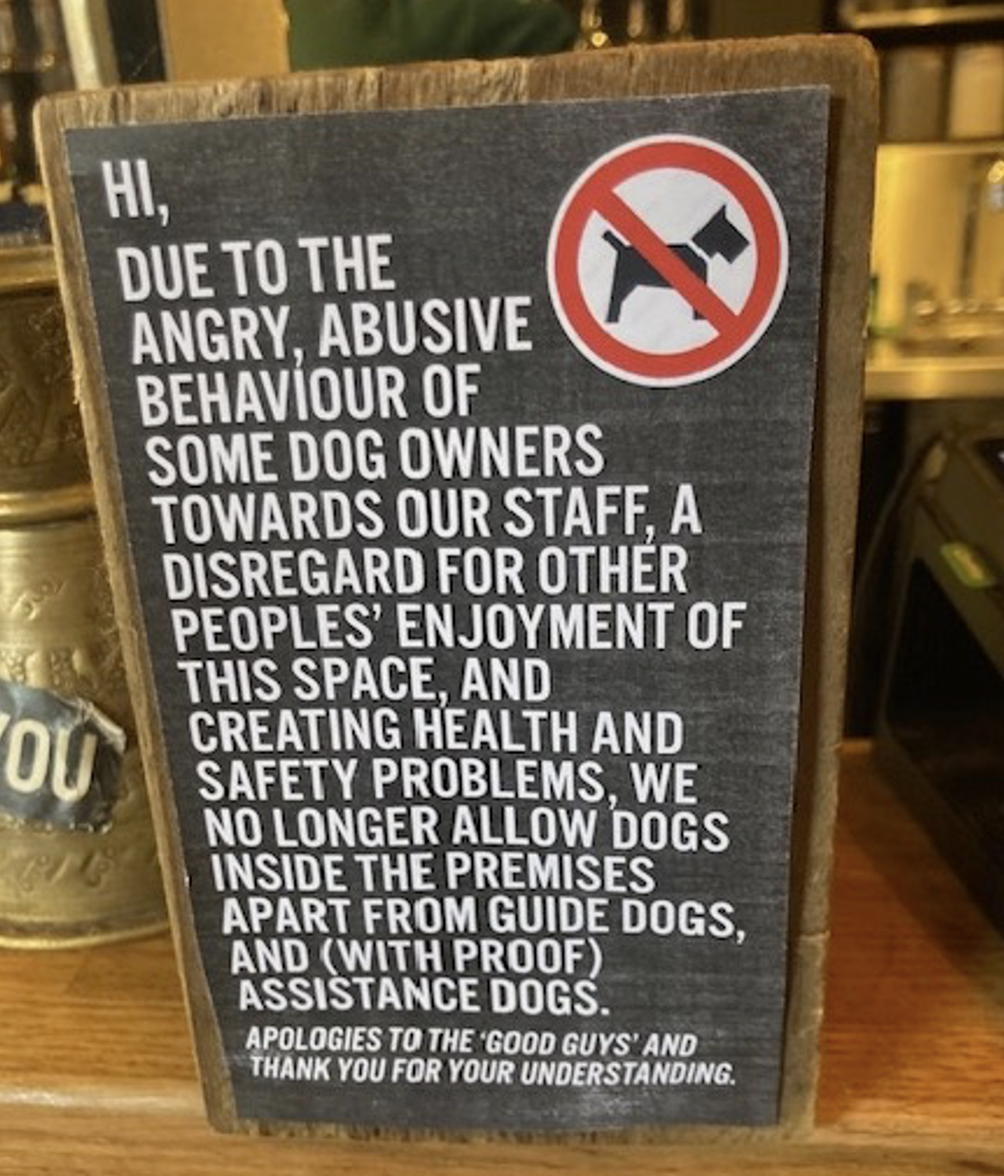 HI,
DUE TO THE
ANGRY, ABUSIVE
BEHAVIOUR OF
SOME DOG OWNERS
TOWARDS OUR STAFF, A
DISREGARD FOR OTHER
PEOPLES' ENJOYMENT OF
THIS SPACE, AND
CREATING HEALTH AND
SAFETY PROBLEMS, WE
NO LONGER ALLOW DOGS
INSIDE THE PREMISES
APART FROM GUIDE DOGS,
AND (WITH PROOF)
ASSISTANCE DOGS.
APOLOGIES TO THE 'GOOD GUYS' AND
THANK YOU FOR YOUR UNDERSTANDING.
YOU